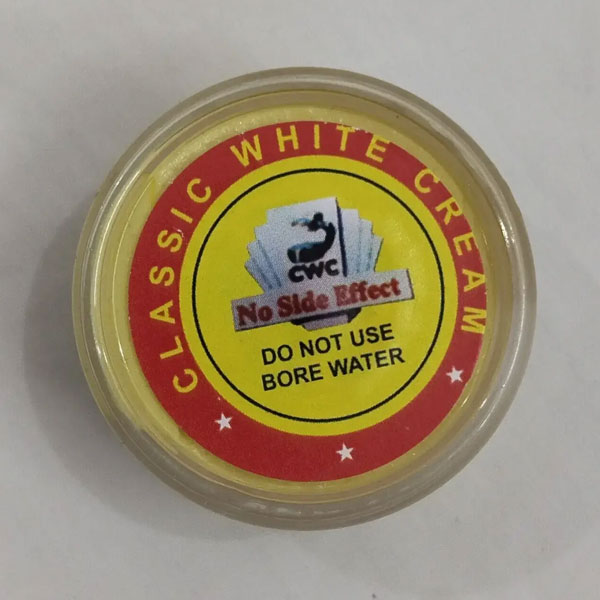 CLASSIC WHITE CREAM
CWC
No Side Effect
DO NOT USE
BORE WATER